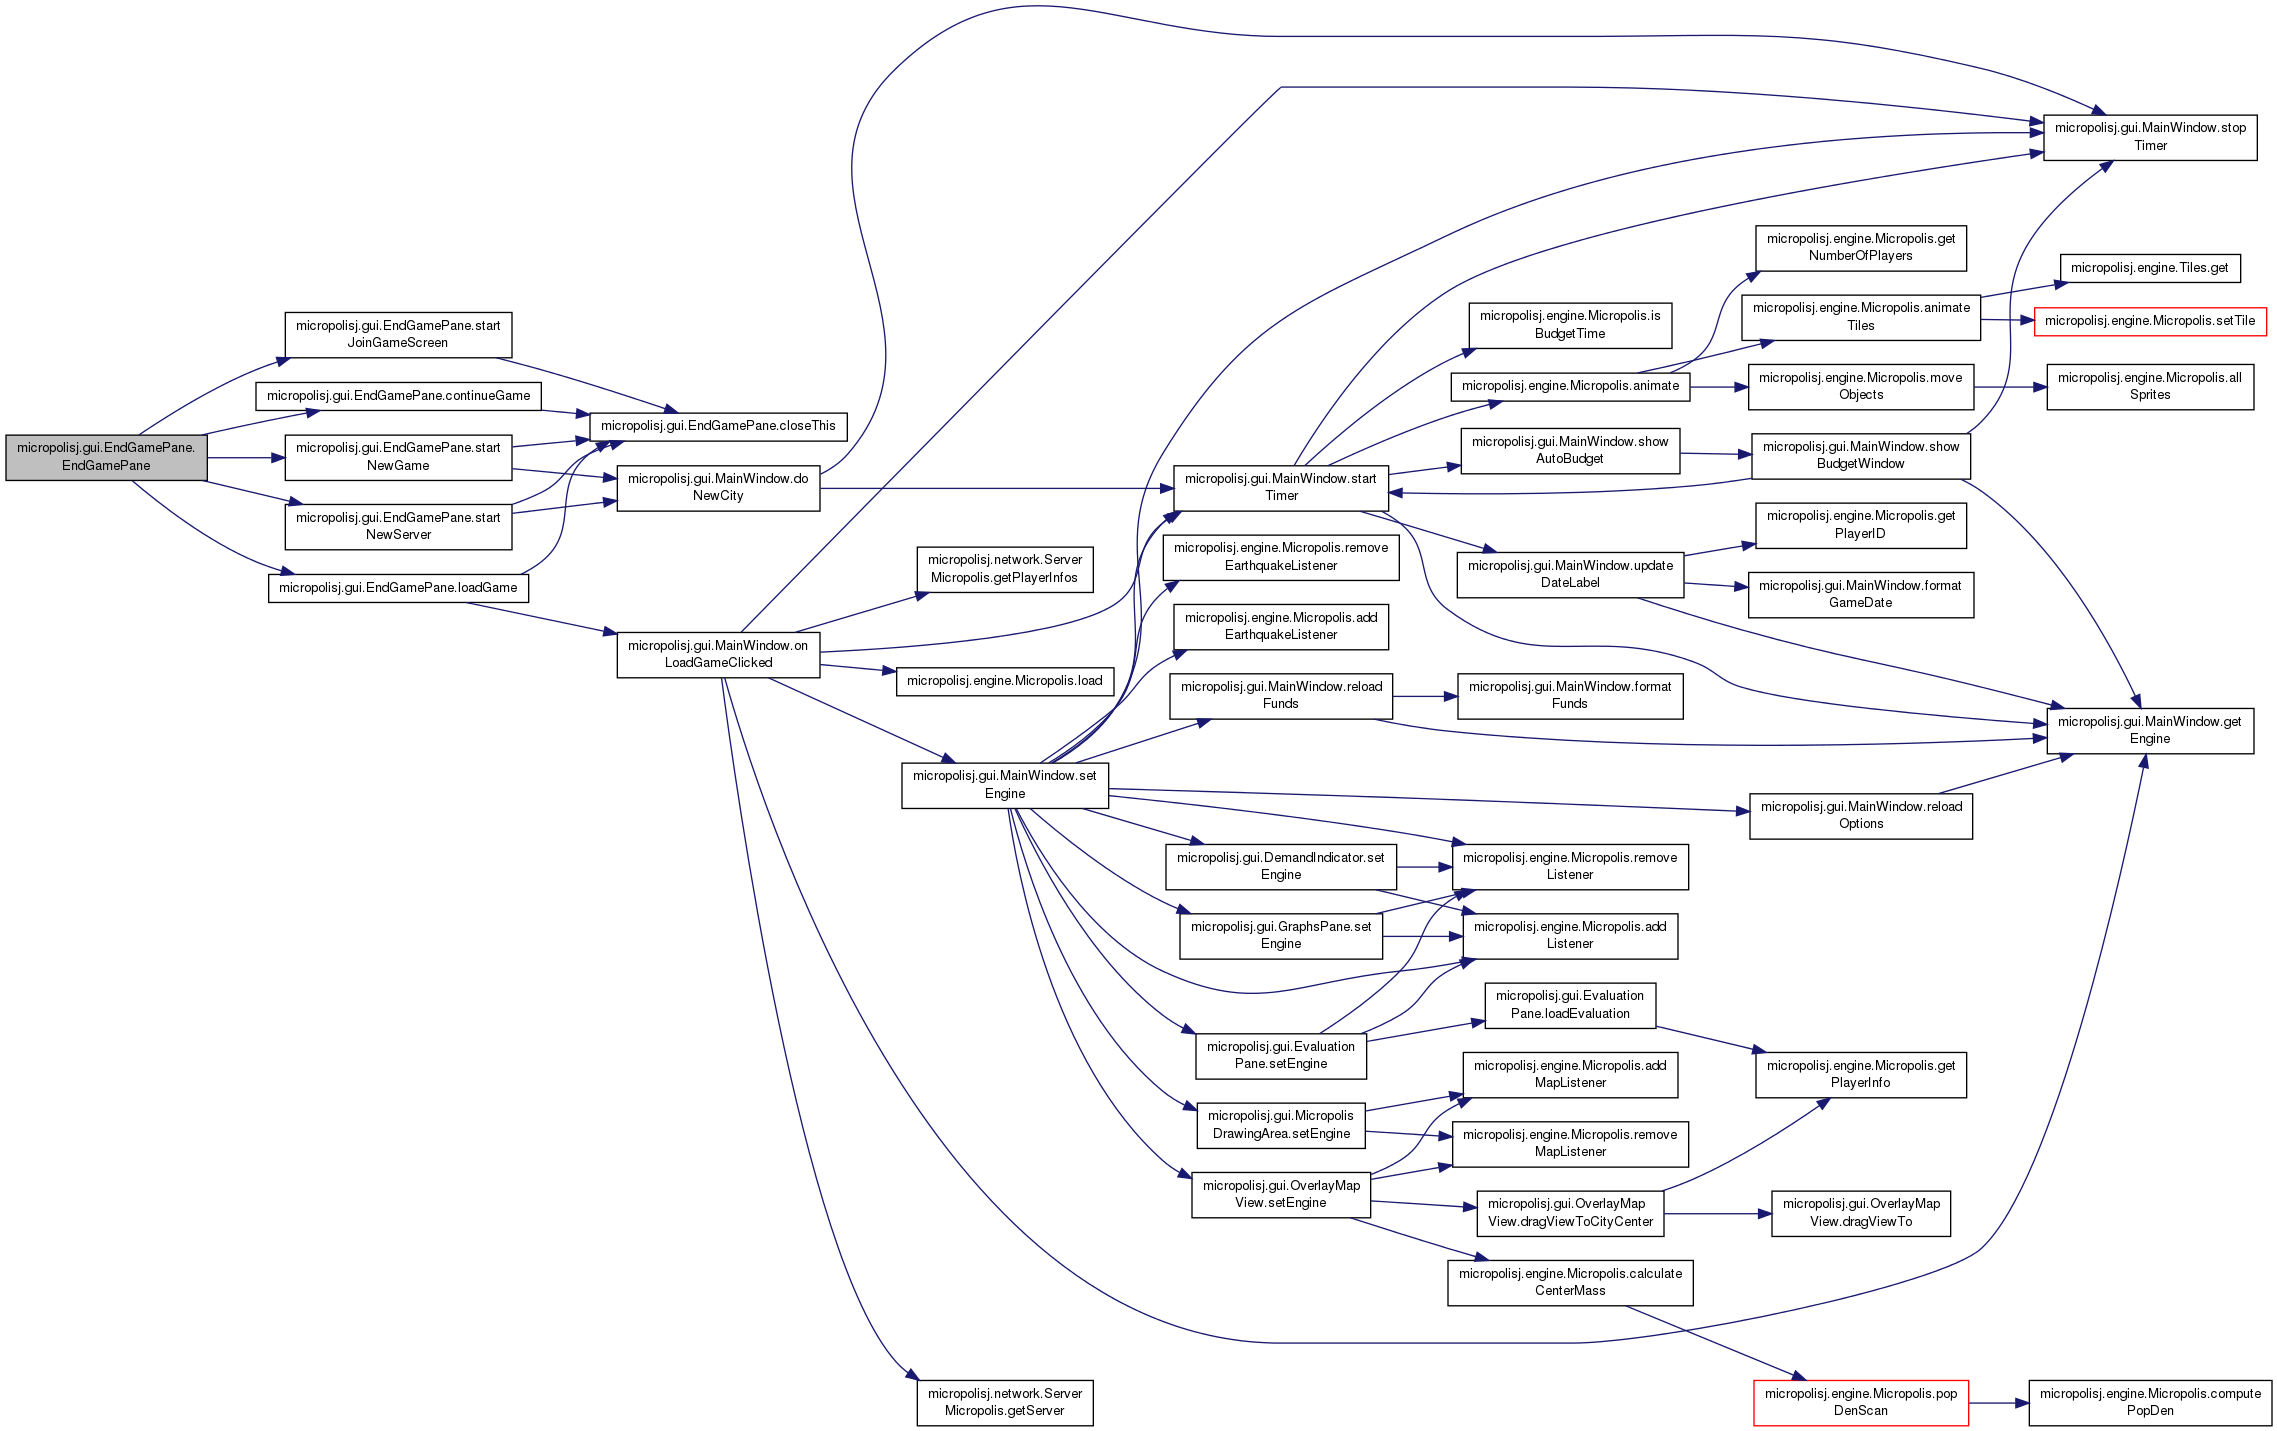 micropolisj.gui.EndGamePane.
EndGamePane
micropolisj.gui.EndGamePane.start
JoinGameScreen
micropolisj.gui.EndGamePane.continueGame
micropolisj.gui.EndGamePane.start
NewGame
micropolisj.gui.EndGamePane.start
NewServer
micropolisj.gui.EndGamePane.loadGame
micropolisj.gui.EndGamePane.closeThis
micropolisj.gui.MainWindow.do
NewCity
micropolisj.gui.MainWindow.on
LoadGameClicked
micropolisj.network.Server
Micropolis.getPlayerInfos
micropolisj.engine.Micropolis.load
micropolisj.gui.MainWindow.set
Engine
micropolisj.network.Server
Micropolis.getServer
micropolisj.gui.MainWindow.start
Timer
micropolisj.engine.Micropolis.remove
EarthquakeListener
micropolisj.engine.Micropolis.add
EarthquakeListener
micropolisj.gui.MainWindow.reload
Funds
micropolisj.gui.DemandIndicator.set
Engine
micropolisj.gui.GraphsPane.set
Engine
micropolisj.gui.Evaluation
Pane.setEngine
micropolisj.gui.Micropolis
DrawingArea.setEngine
micropolisj.gui.OverlayMap
View.setEngine
micropolisj.engine.Micropolis.is
BudgetTime
micropolisj.engine.Micropolis.animate
micropolisj.gui.MainWindow.show
AutoBudget
micropolisj.gui.MainWindow.update
DateLabel
micropolisj.gui.MainWindow.format
Funds
micropolisj.engine.Micropolis.remove
Listener
micropolisj.engine.Micropolis.add
Listener
micropolisj.gui.Evaluation
Pane.loadEvaluation
micropolisj.engine.Micropolis.add
MapListener
micropolisj.engine.Micropolis.remove
MapListener
micropolisj.gui.OverlayMap
View.dragViewToCityCenter
micropolisj.engine.Micropolis.calculate
CenterMass
micropolisj.engine.Micropolis.get
NumberOfPlayers
micropolisj.engine.Micropolis.animate
Tiles
micropolisj.engine.Micropolis.move
Objects
micropolisj.gui.MainWindow.show
BudgetWindow
micropolisj.engine.Micropolis.get
PlayerID
micropolisj.gui.MainWindow.format
GameDate
micropolisj.gui.MainWindow.reload
Options
micropolisj.engine.Micropolis.get
PlayerInfo
micropolisj.gui.OverlayMap
View.dragViewTo
micropolisj.engine.Micropolis.pop
DenScan
micropolisj.gui.MainWindow.stop
Timer
micropolisj.engine.Tiles.get
micropolisj.engine.Micropolis.setTile
micropolisj.engine.Micropolis.all
Sprites
micropolisj.gui.MainWindow.get
Engine
micropolisj.engine.Micropolis.compute
PopDen